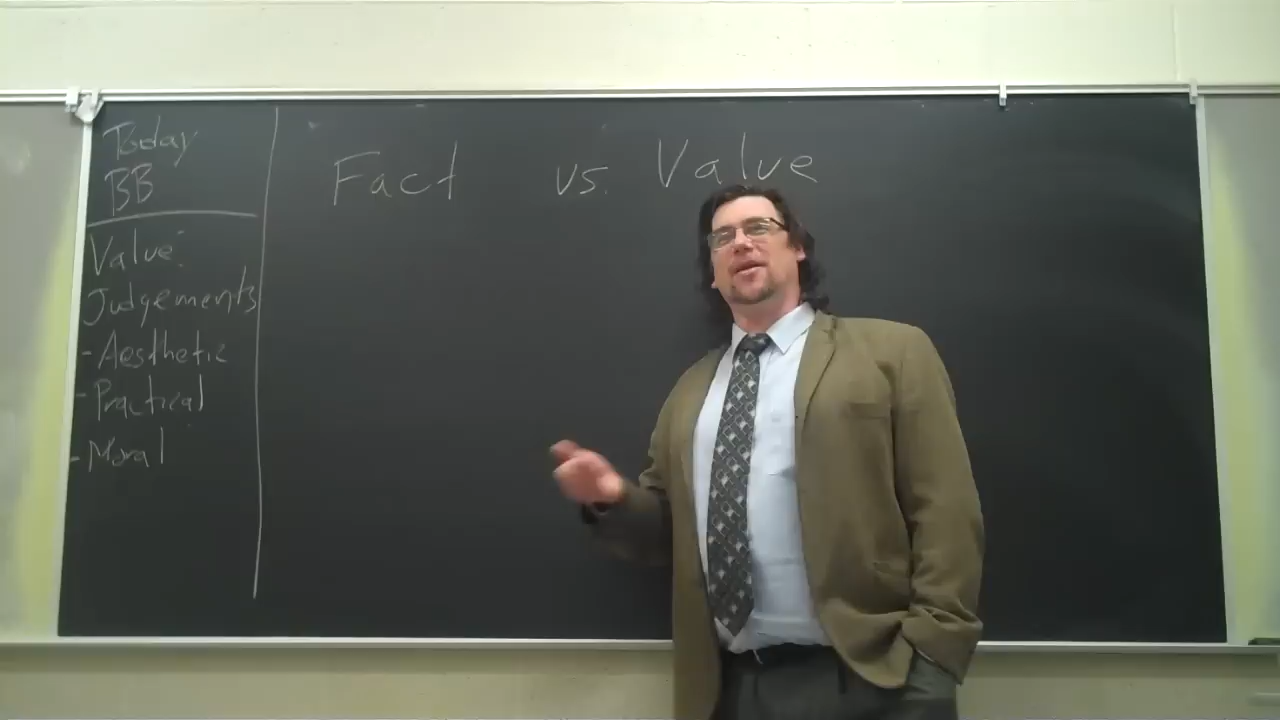 Today
BB
Value
Judgements
- Aesthetic
- Practical
- Moral
Fact vs. Value